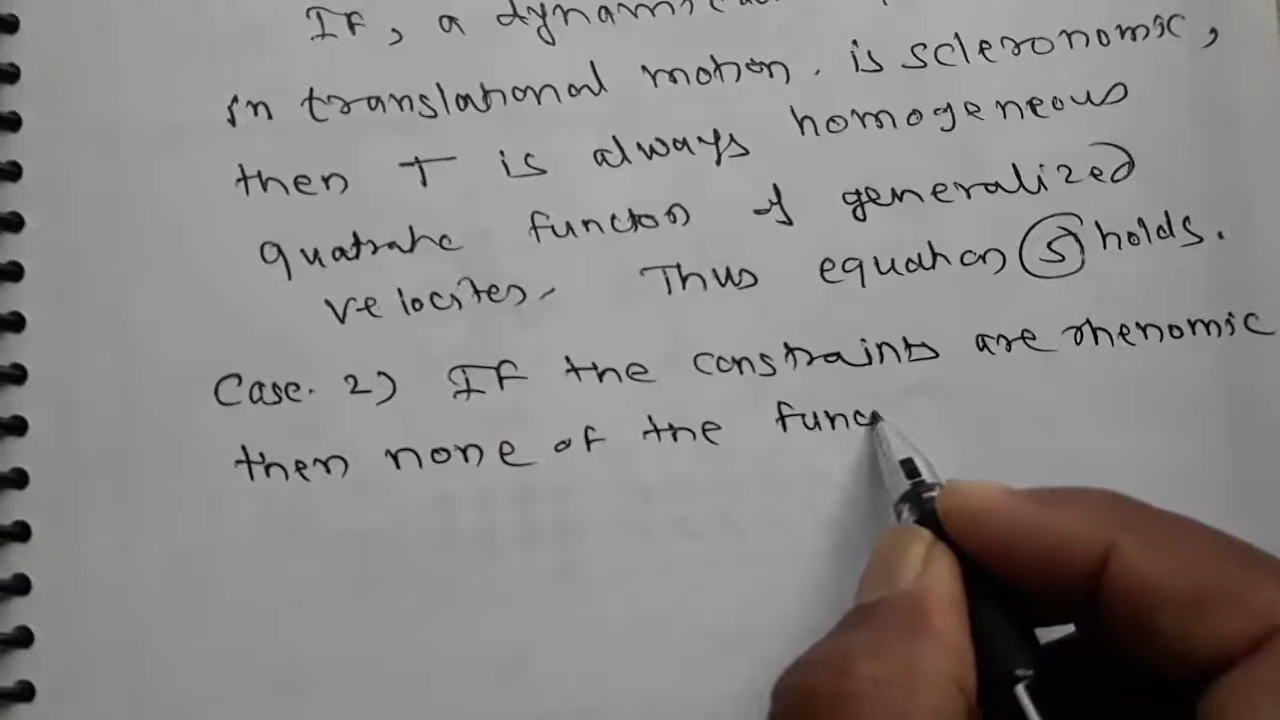 IF, a dynamical
in translational motion. is scleronomic,
then T is always homogeneous
quatratic function of generalized
velocites. Thus equation 5 holds.
Case. 2) IF the constraints are rhenomic
then none of the func